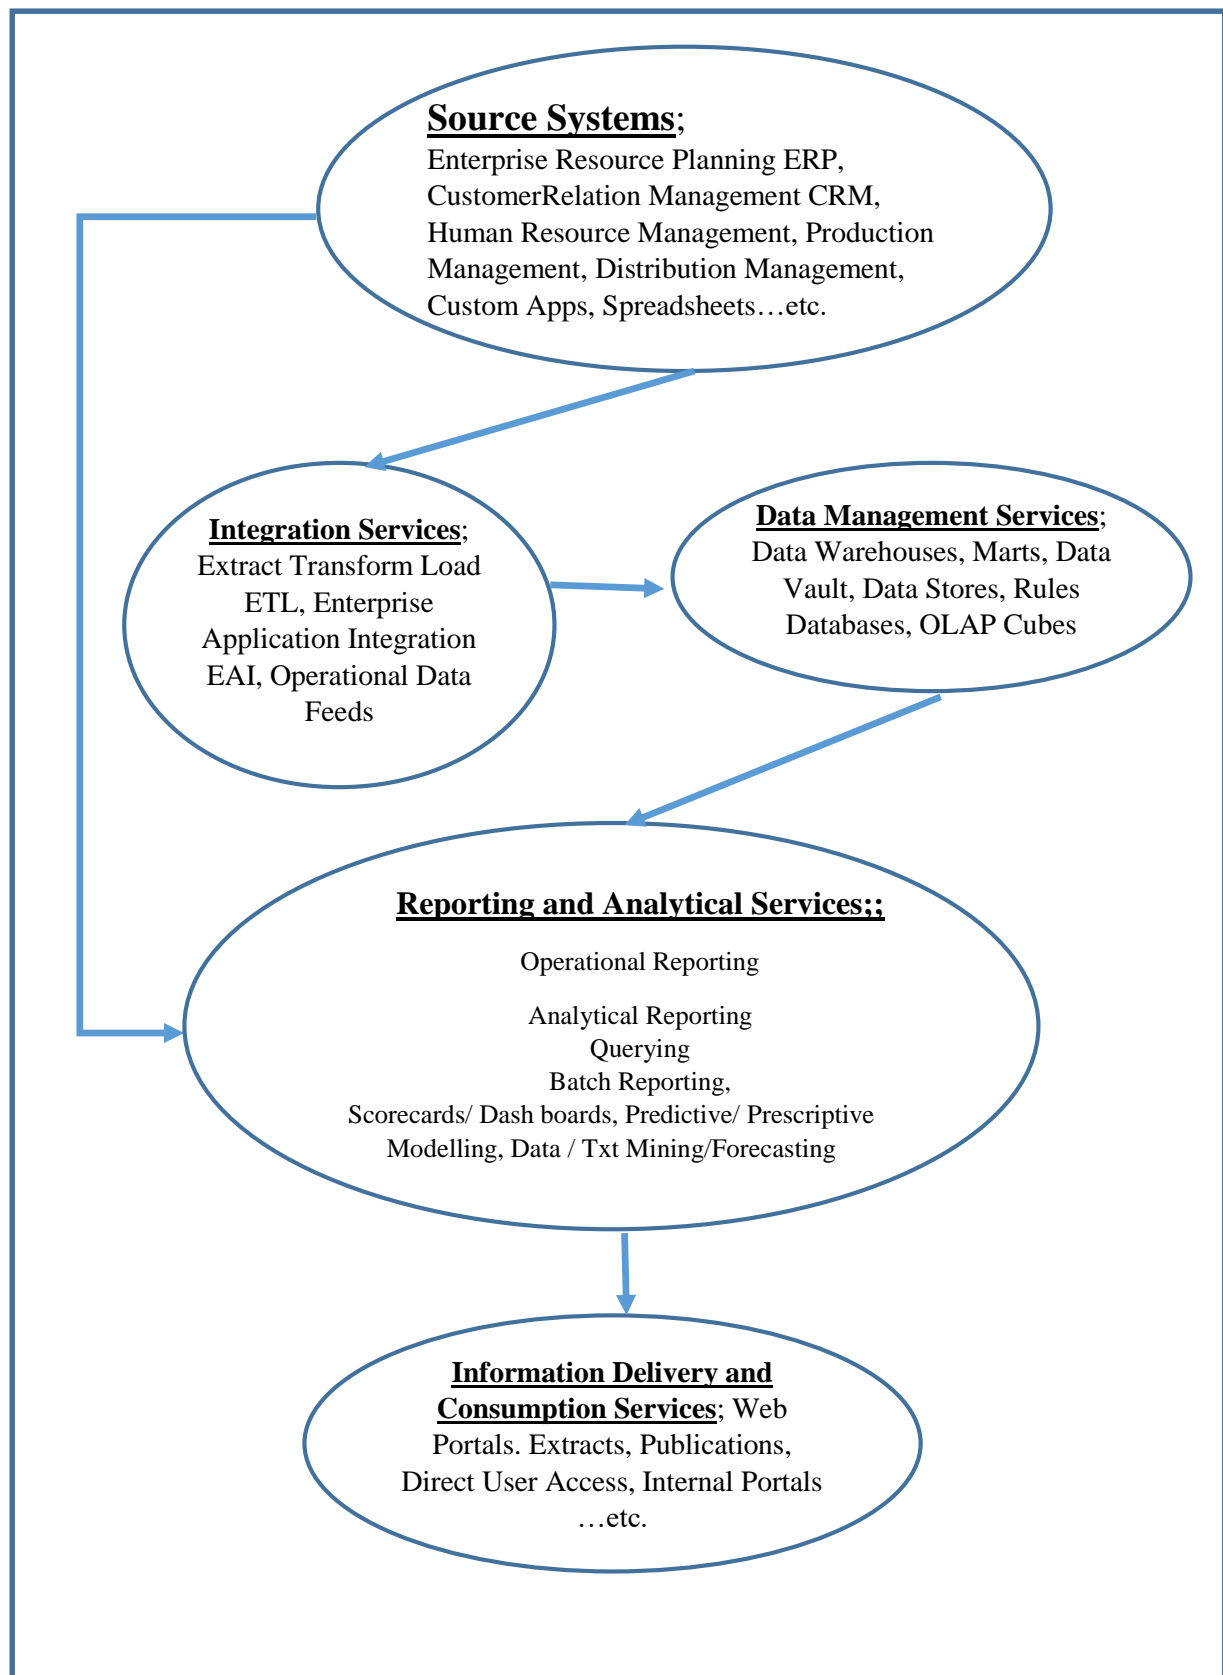 Source Systems;
Enterprise Resource Planning ERP,
CustomerRelation Management CRM,
Human Resource Management, Production
Management, Distribution Management,
Custom Apps, Spreadsheets…etc.
Integration Services;
Extract Transform Load
ETL, Enterprise
Application Integration
EAI, Operational Data
Feeds
Data Management Services;
Data Warehouses, Marts, Data
Vault, Data Stores, Rules
Databases, OLAP Cubes
Reporting and Analytical Services;;
Operational Reporting
Analytical Reporting
Querying
Batch Reporting,
Scorecards/ Dash boards, Predictive/ Prescriptive
Modelling, Data / Txt Mining/Forecasting
Information Delivery and
Consumption Services; Web
Portals. Extracts, Publications,
Direct User Access, Internal Portals
…etc.